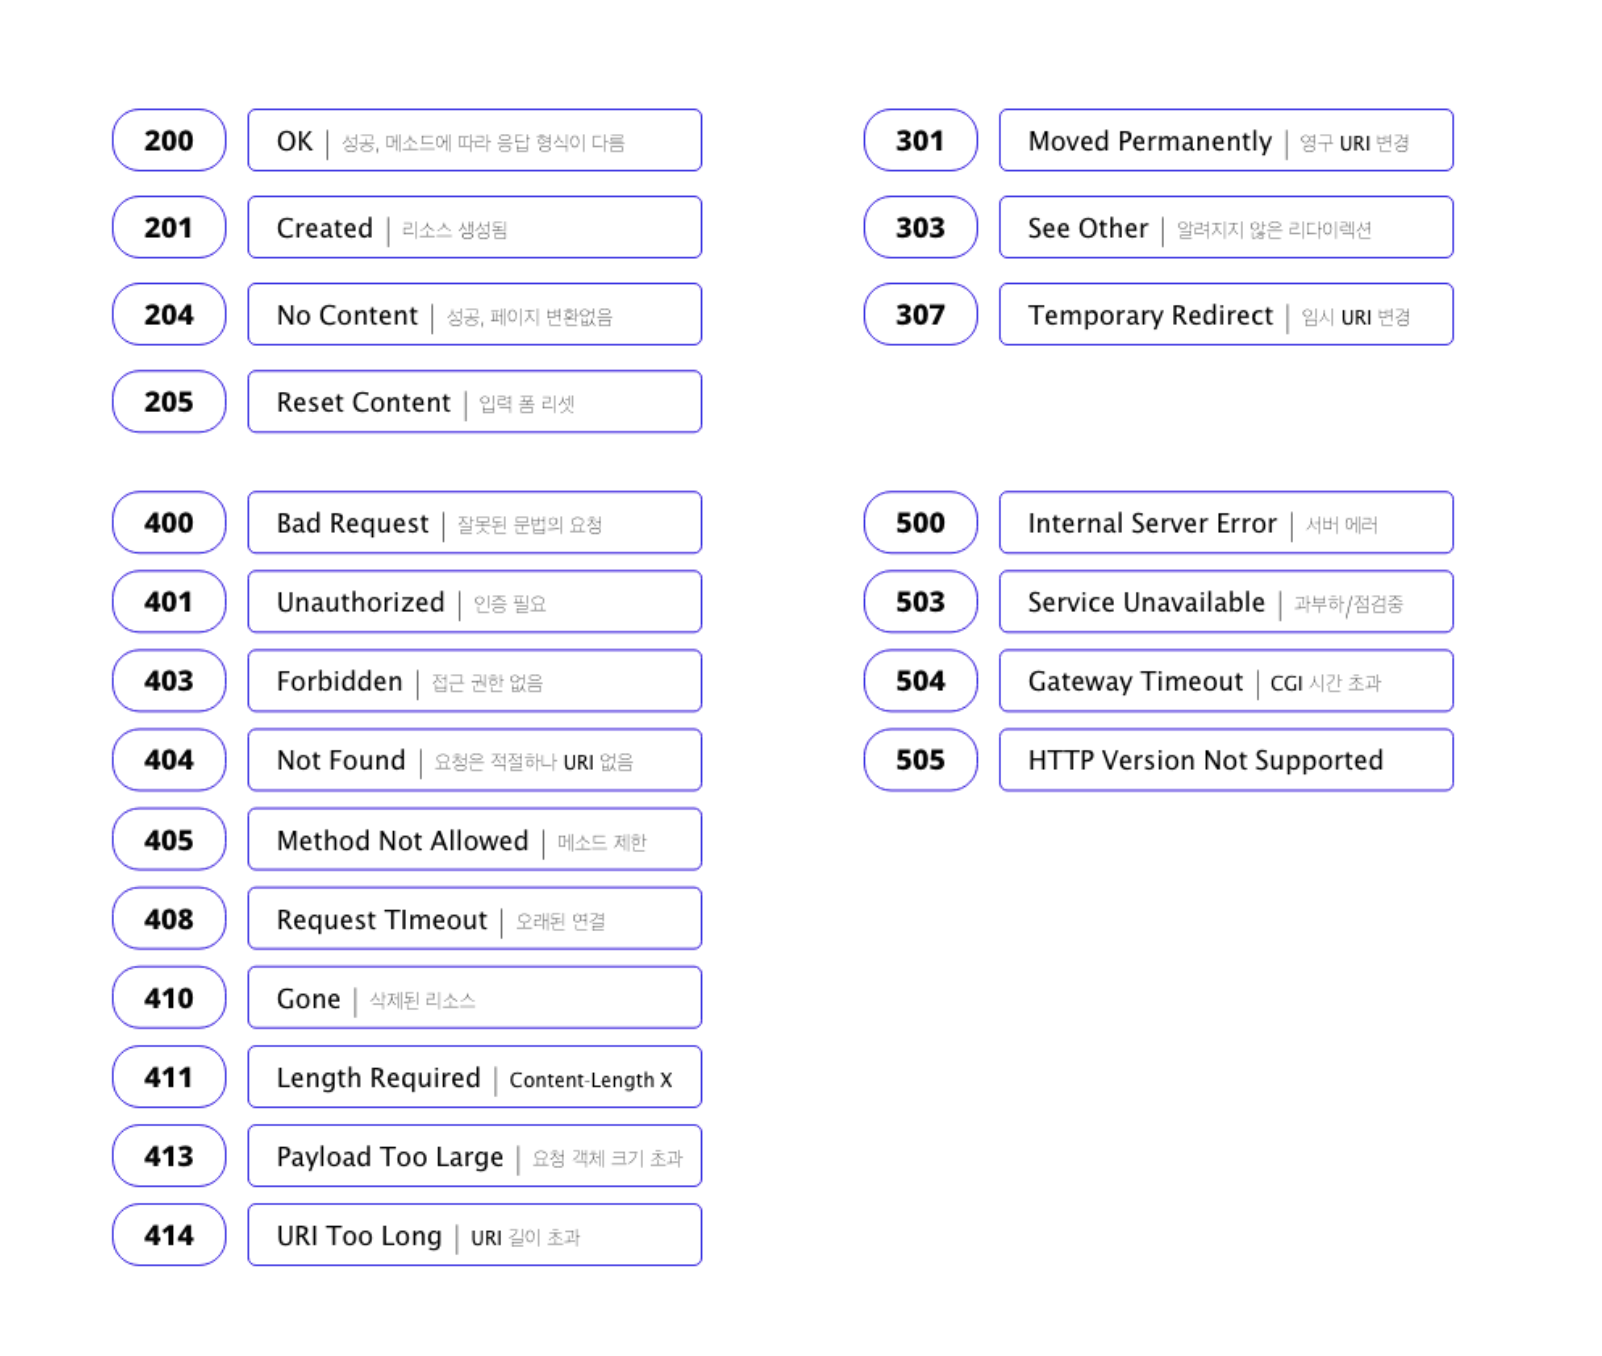 200
OK | 성공, 메소드에 따라 응답 형식이 다름
201
Created | 리소스 생성됨
204
No Content | 성공, 페이지 변환없음
205
Reset Content | 입력 폼 리셋
301
Moved Permanently | 영구 URI 변경
303
See Other | 알려지지 않은 리다이렉션
307
Temporary Redirect | 임시 URI 변경
400
Bad Request | 잘못된 문법의 요청
401
Unauthorized | 인증 필요
403
Forbidden | 접근 권한 없음
404
Not Found | 요청은 적절하나 URI 없음
405
Method Not Allowed | 메소드 제한
408
Request TImeout | 오래된 연결
410
Gone | 삭제된 리소스
411
Length Required | Content-Length X
413
Payload Too Large | 요청 객체 크기 초과
414
URI Too Long | URI 길이 초과
500
Internal Server Error | 서버 에러
503
Service Unavailable | 과부하/점검중
504
Gateway Timeout | CGI 시간 초과
505
HTTP Version Not Supported